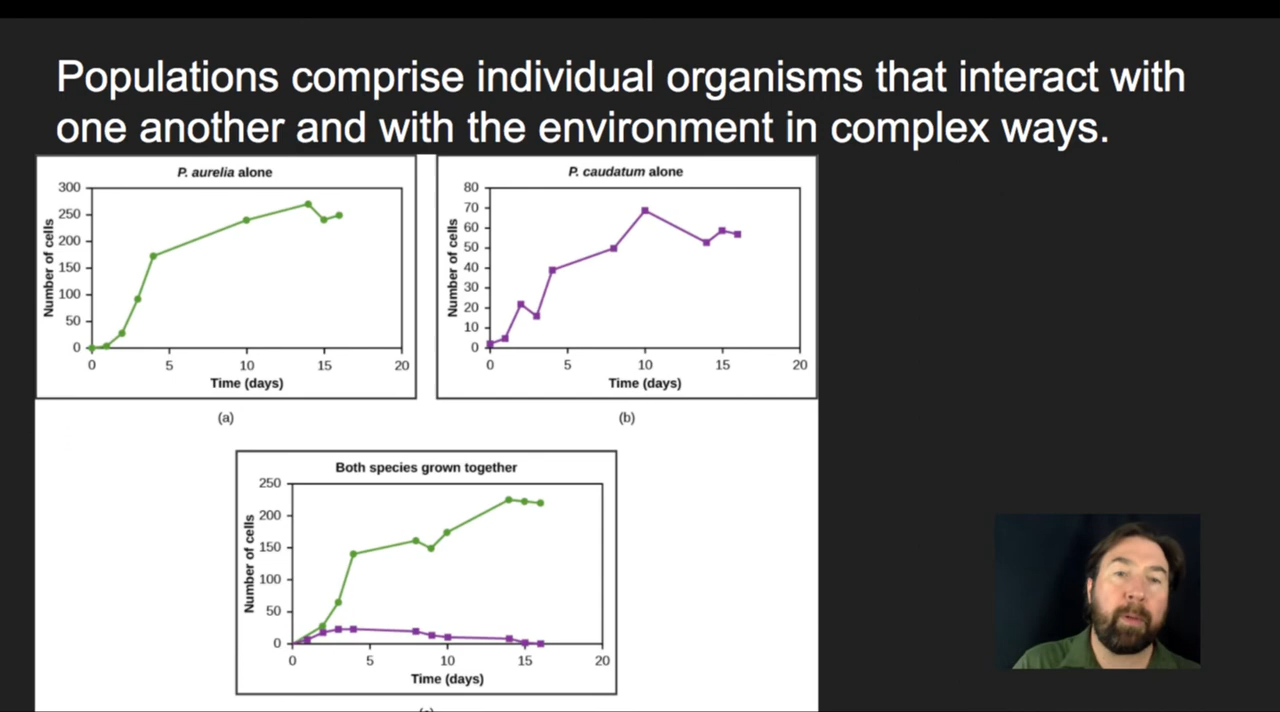 Populations comprise individual organisms that interact with
one another and with the environment in complex ways.
P. aurelia alone
300
250
200
150
100
50
0
Number of cells
0 5 10 15 20
Time (days)
(a)
P. caudatum alone
80
70
60
50
40
30
20
10
0
Number of cells
0 5 10 15 20
Time (days)
(b)
Both species grown together
250
200
150
100
50
0
Number of cells
0 5 10 15 20
Time (days)